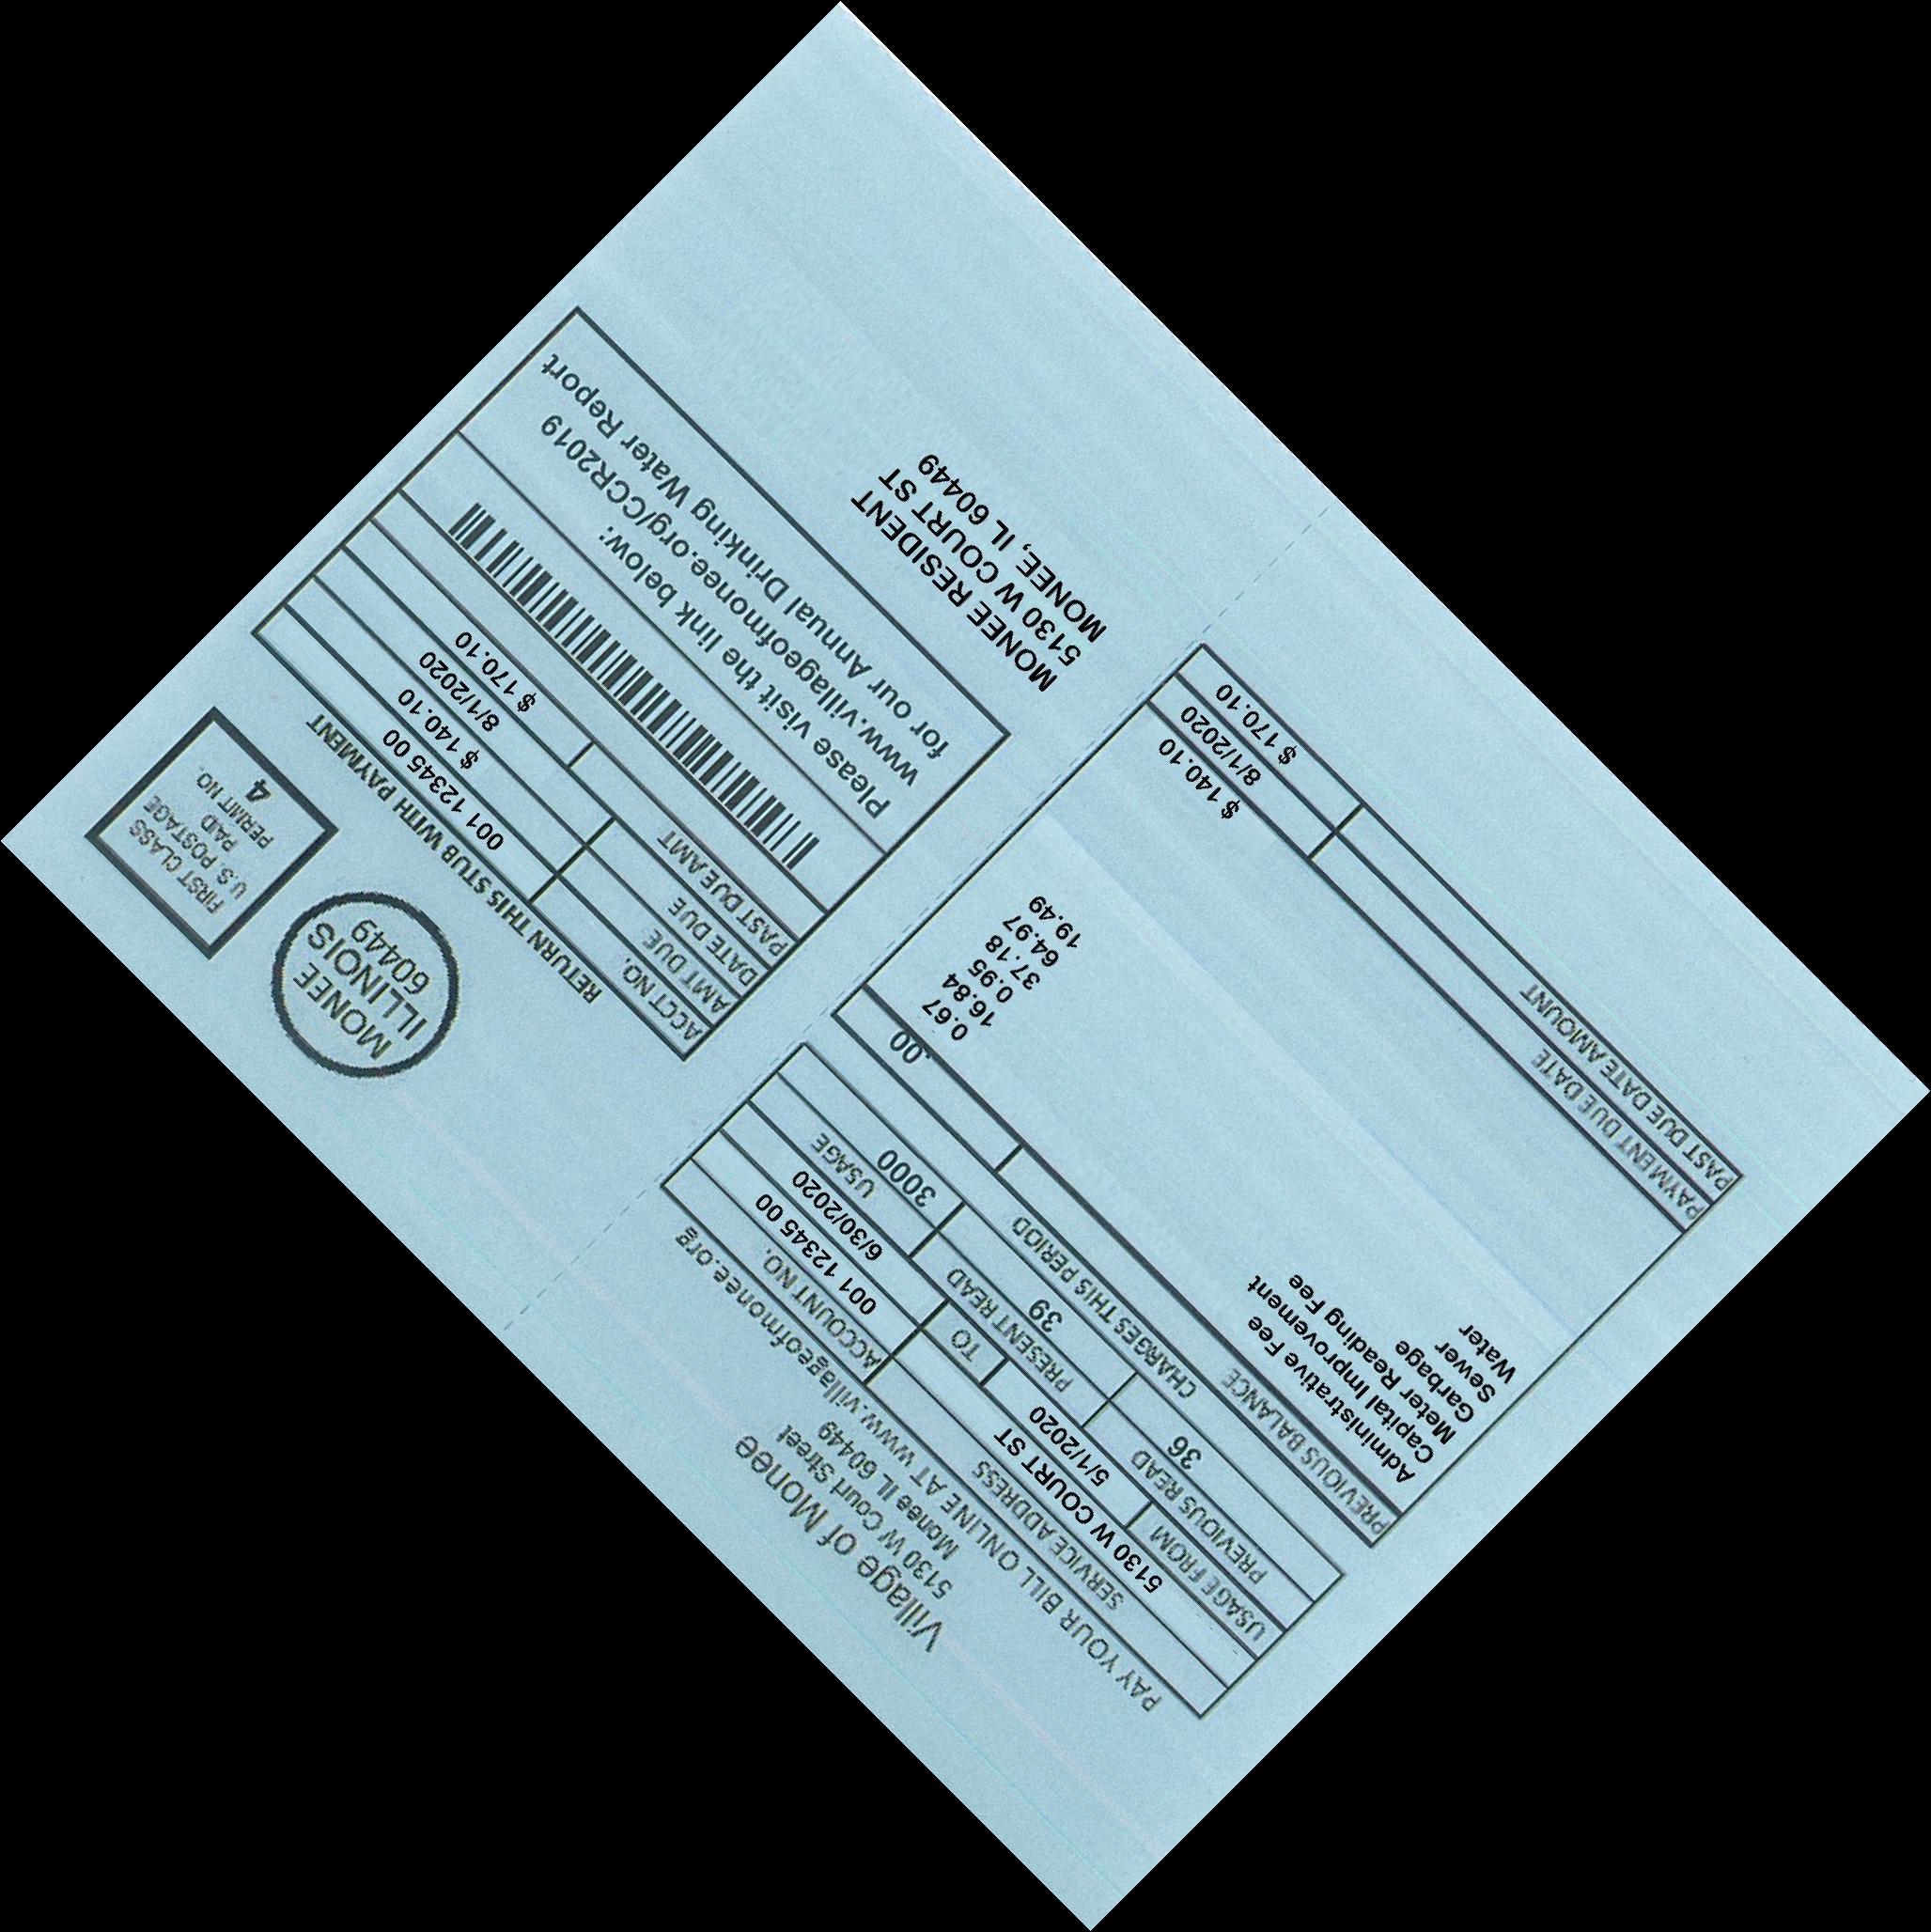 Village of Monee
5130 W Court Street
Monee IL 60449
PAY YOUR BILL ONLINE AT www.villageofmonee.org
SERVICE ADDRESS ACCOUNT NO.
5130 W COURT ST 001 12345 00
USAGE FROM 5/1/2020 TO 6/30/2020
PREVIOUS READ PRESENT READ USAGE
36 39 3000
CHARGES THIS PERIOD
PREVIOUS BALANCE .00
Administrative Fee 0.67
Capital Improvement 16.84
Meter Reading Fee 0.95
Garbage 37.18
Sewer 64.97
Water 19.49
$ 140.10
PAYMENT DUE DATE 8/1/2020
PAST DUE DATE AMOUNT $ 170.10
MONEE
ILLINOIS
60449
FIRST CLASS
U.S. POSTAGE
PAID
PERMIT NO.
4
RETURN THIS STUB WITH PAYMENT
ACCT NO. 001 12345 00
AMT DUE $ 140.10
DATE DUE 8/1/2020
PAST DUE AMT $ 170.10
Please visit the link below:
www.villageofmonee.org/CCR2019
for our Annual Drinking Water Report
MONEE RESIDENT
5130 W COURT ST
MONEE, IL 60449